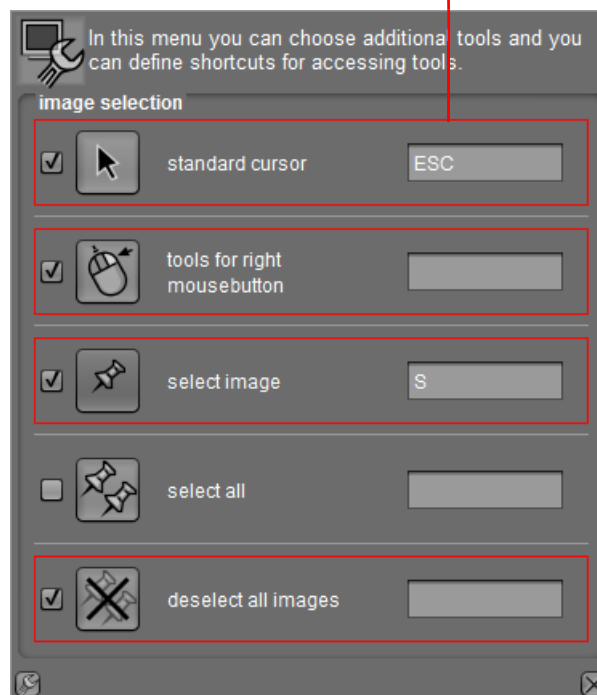 In this menu you can choose additional tools and you
can define shortcuts for accessing tools.
image selection
standard cursor
ESC
tools for right
mousebutton
select image
S
select all
deselect all images